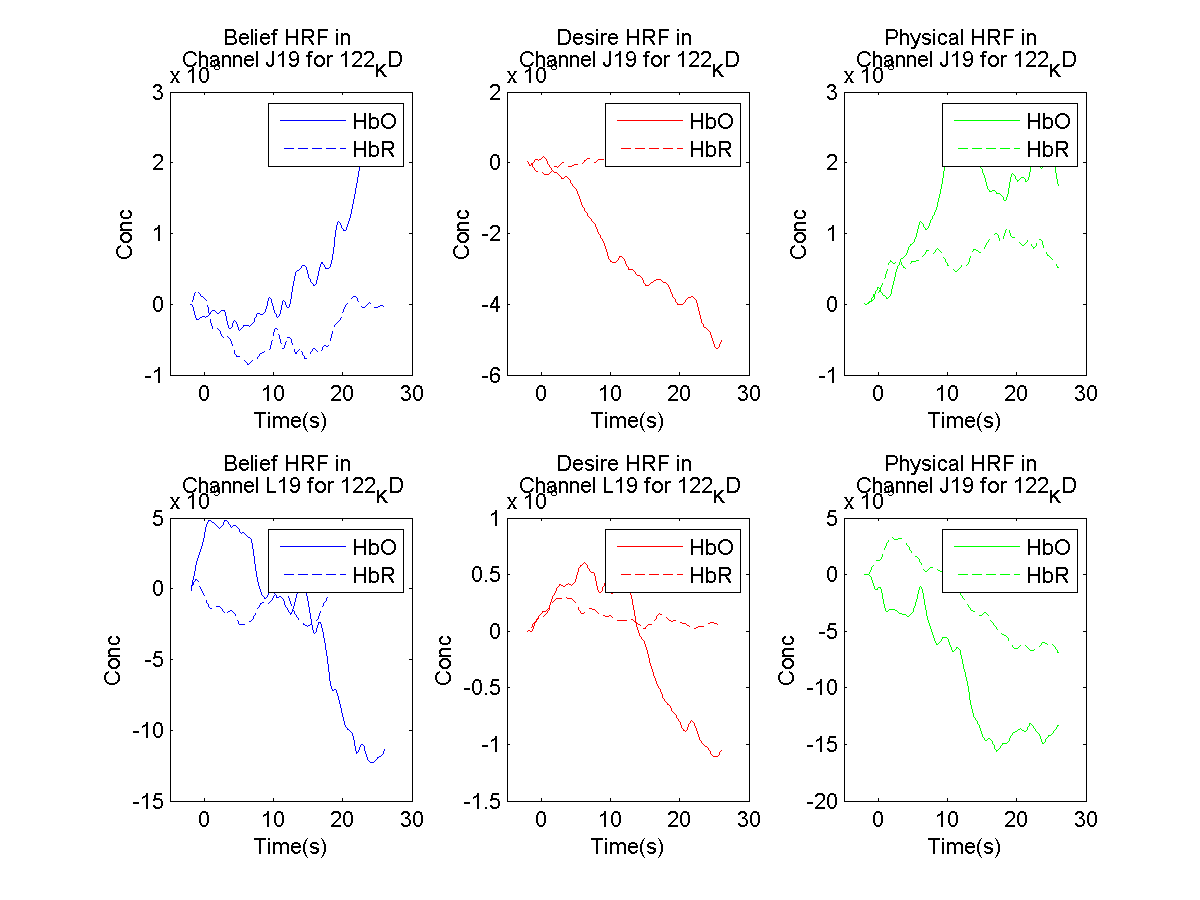 Belief HRF in
Channel J19 for 122KD
x 10
3
2
1
0
-1
Conc
HbO
HbR
0 10 20 30
Time(s)
Desire HRF in
Channel J19 for 122KD
x 10
2
0
-2
-4
-6
Conc
HbO
HbR
0 10 20 30
Time(s)
Physical HRF in
Channel J19 for 122KD
x 10
3
2
1
0
-1
Conc
HbO
HbR
0 10 20 30
Time(s)
Belief HRF in
Channel L19 for 122KD
x 10
5
0
-5
-10
-15
Conc
HbO
HbR
0 10 20 30
Time(s)
Desire HRF in
Channel L19 for 122KD
x 10
1
0.5
0
-0.5
-1
-1.5
Conc
HbO
HbR
0 10 20 30
Time(s)
Physical HRF in
Channel J19 for 122KD
x 10
5
0
-5
-10
-15
-20
Conc
HbO
HbR
0 10 20 30
Time(s)